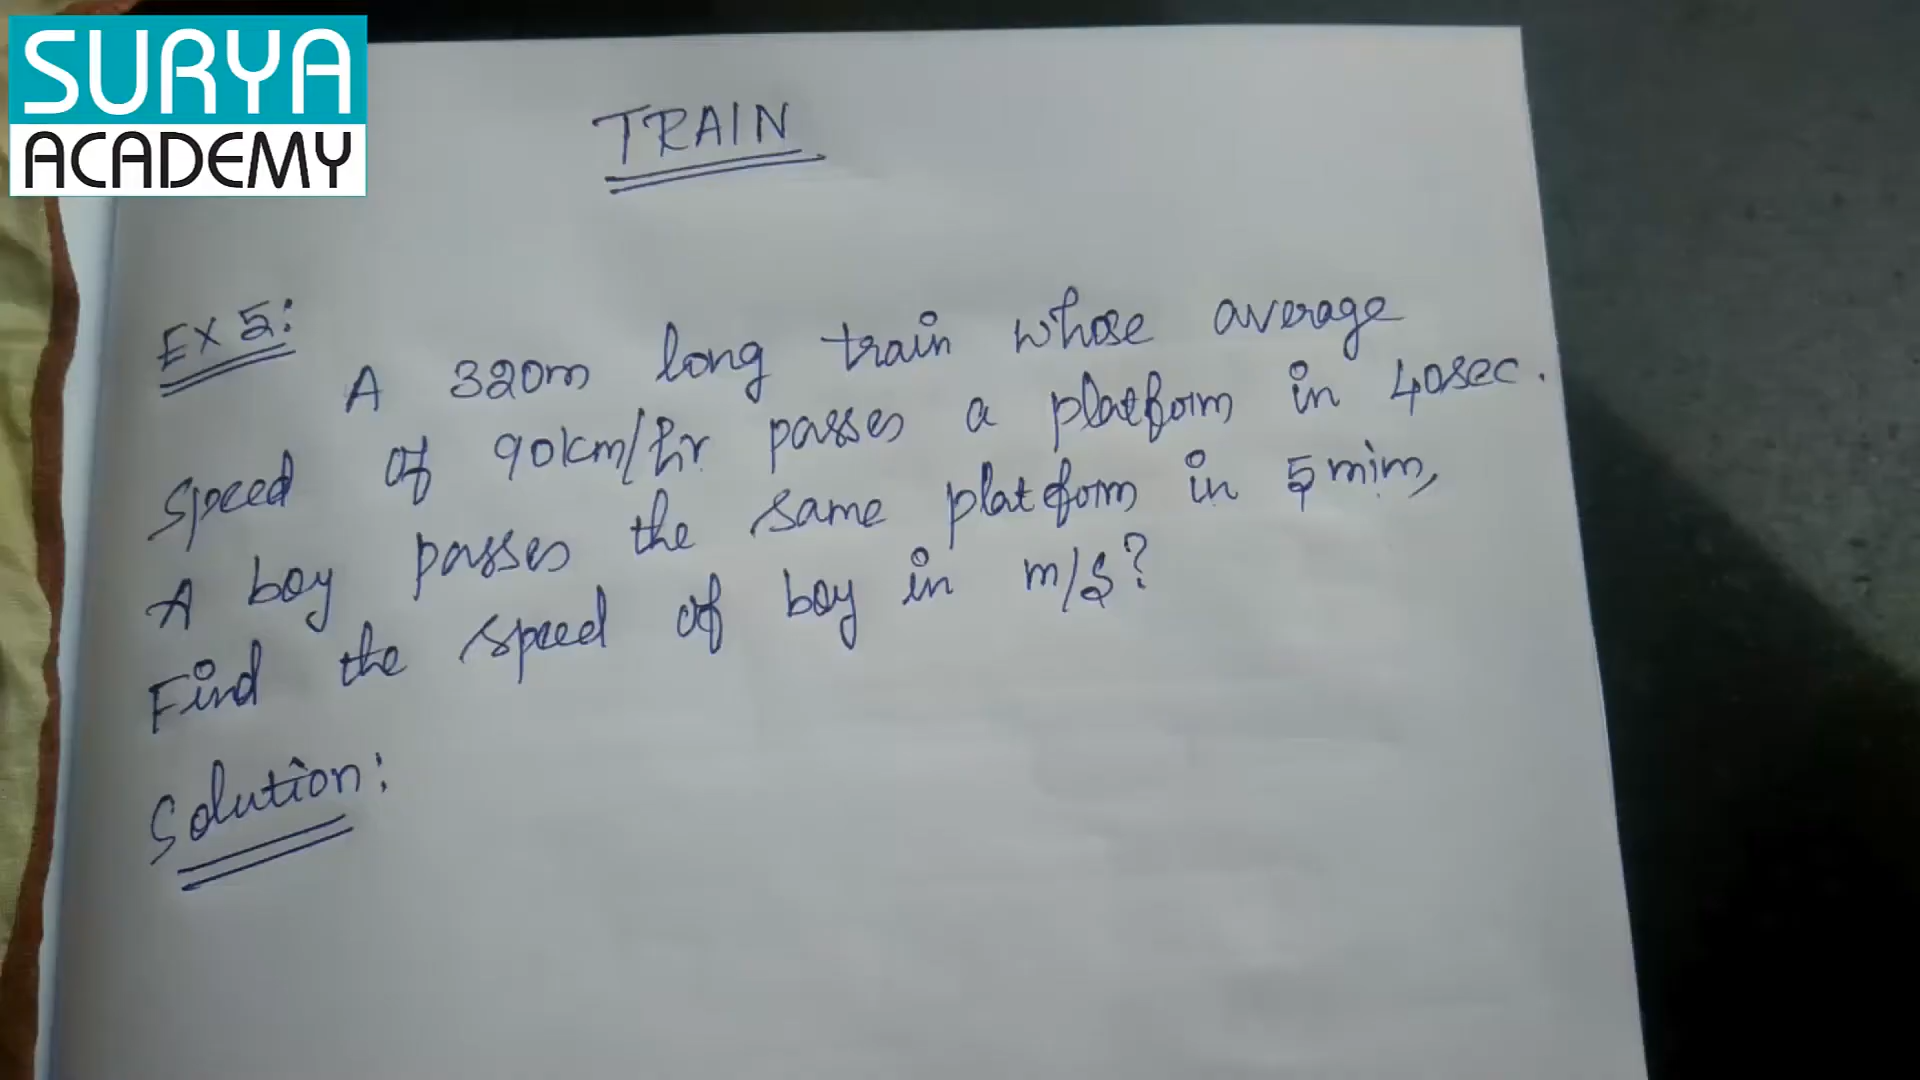 SURYA
ACADEMY
TRAIN
EX 5:
A 320m long train whose average
speed of 90km/hr passes a platform in 40sec.
A boy passes the same platform in 5 mim,
Find the speed of boy in m/s?
Solution: